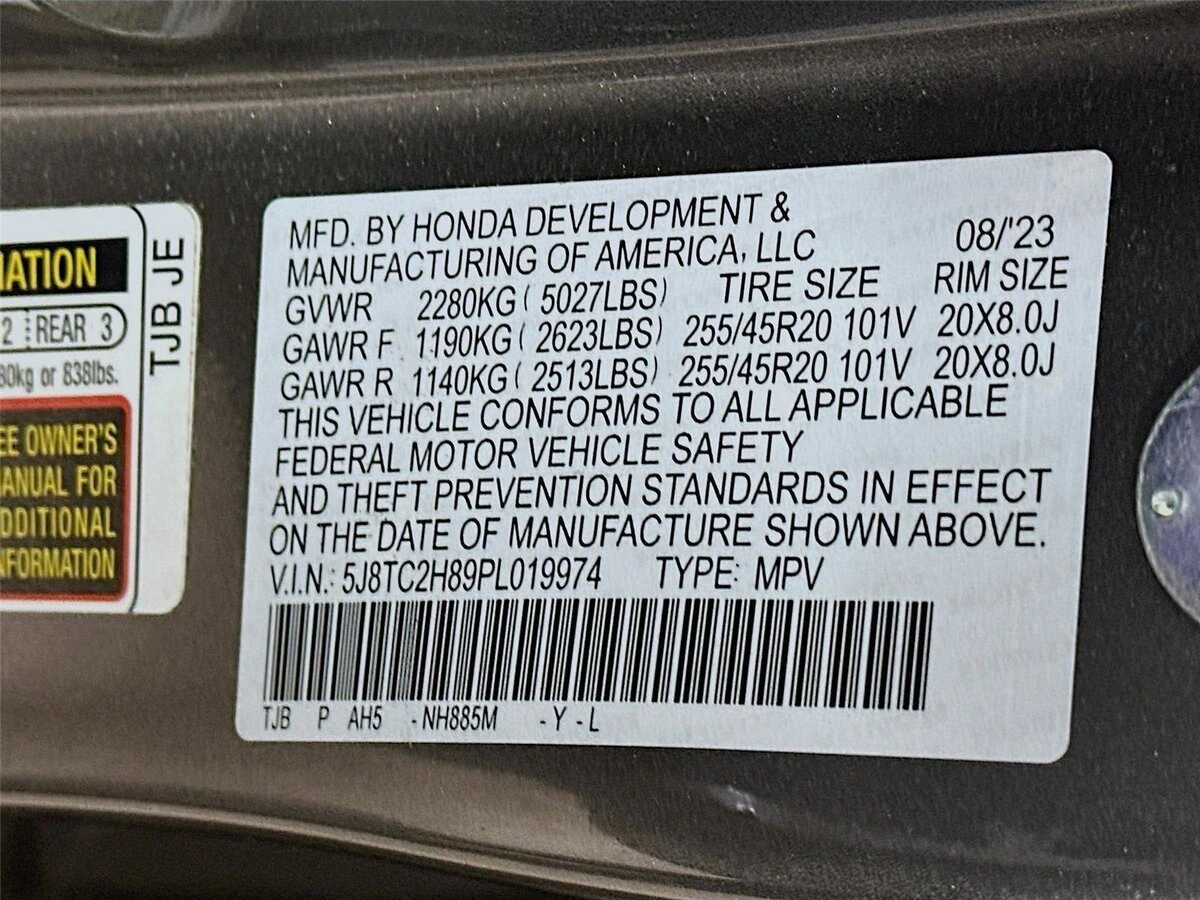 MATION
2 REAR 3
80kg or 838lbs.
EE OWNER'S
ANUAL FOR
DDITIONAL
NFORMATION
TJB JE
MFD. BY HONDA DEVELOPMENT &
MANUFACTURING OF AMERICA, LLC 08/'23
GVWR 2280KG ( 5027LBS) TIRE SIZE RIM SIZE
GAWR F 1190KG ( 2623LBS) 255/45R20 101V 20X8.0J
GAWR R 1140KG ( 2513LBS) 255/45R20 101V 20X8.0J
THIS VEHICLE CONFORMS TO ALL APPLICABLE
FEDERAL MOTOR VEHICLE SAFETY
AND THEFT PREVENTION STANDARDS IN EFFECT
ON THE DATE OF MANUFACTURE SHOWN ABOVE.
V.I.N.: 5J8TC2H89PL019974 TYPE: MPV
TJB P AH5 -NH885M -Y -L